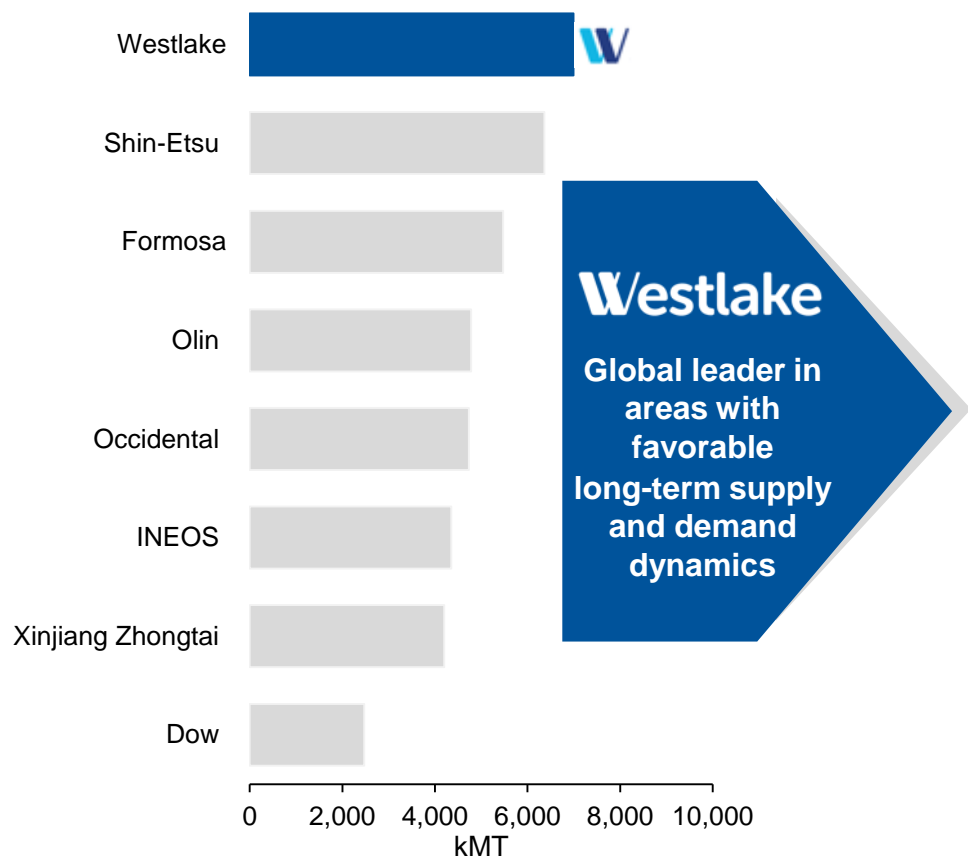 Westlake
Shin-Etsu
Formosa
Westlake
Olin
Global leader in
areas with
favorable
Occidental
long-term supply
and demand
INEOS
dynamics
Xinjiang Zhongtai
Dow
0 2,000 4,000 6,000 8,000 10,000
kMT